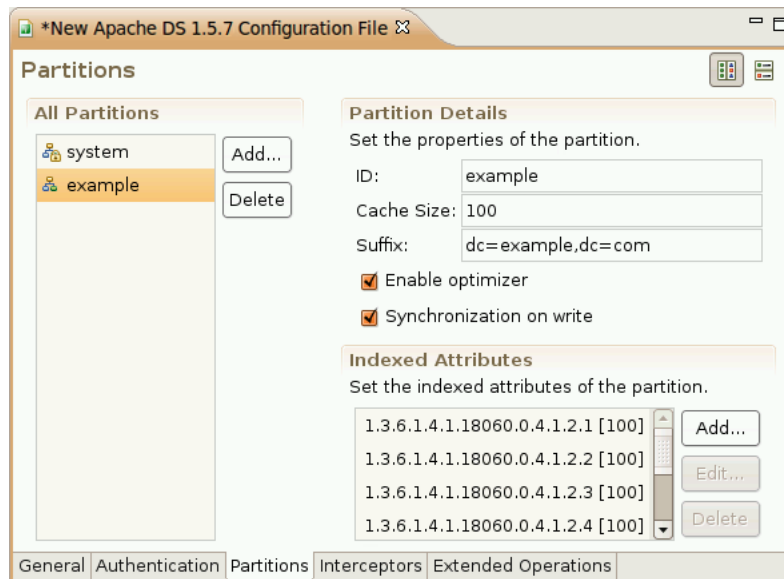 *New Apache DS 1.5.7 Configuration File
Partitions
All Partitions
system
example
Add...
Delete
Partition Details
Set the properties of the partition.
ID: example
Cache Size: 100
Suffix: dc=example,dc=com
Enable optimizer
Synchronization on write
Indexed Attributes
Set the indexed attributes of the partition.
1.3.6.1.4.1.18060.0.4.1.2.1 [100]
1.3.6.1.4.1.18060.0.4.1.2.2 [100]
1.3.6.1.4.1.18060.0.4.1.2.3 [100]
1.3.6.1.4.1.18060.0.4.1.2.4 [100]
Add...
Edit...
Delete
General Authentication Partitions Interceptors Extended Operations